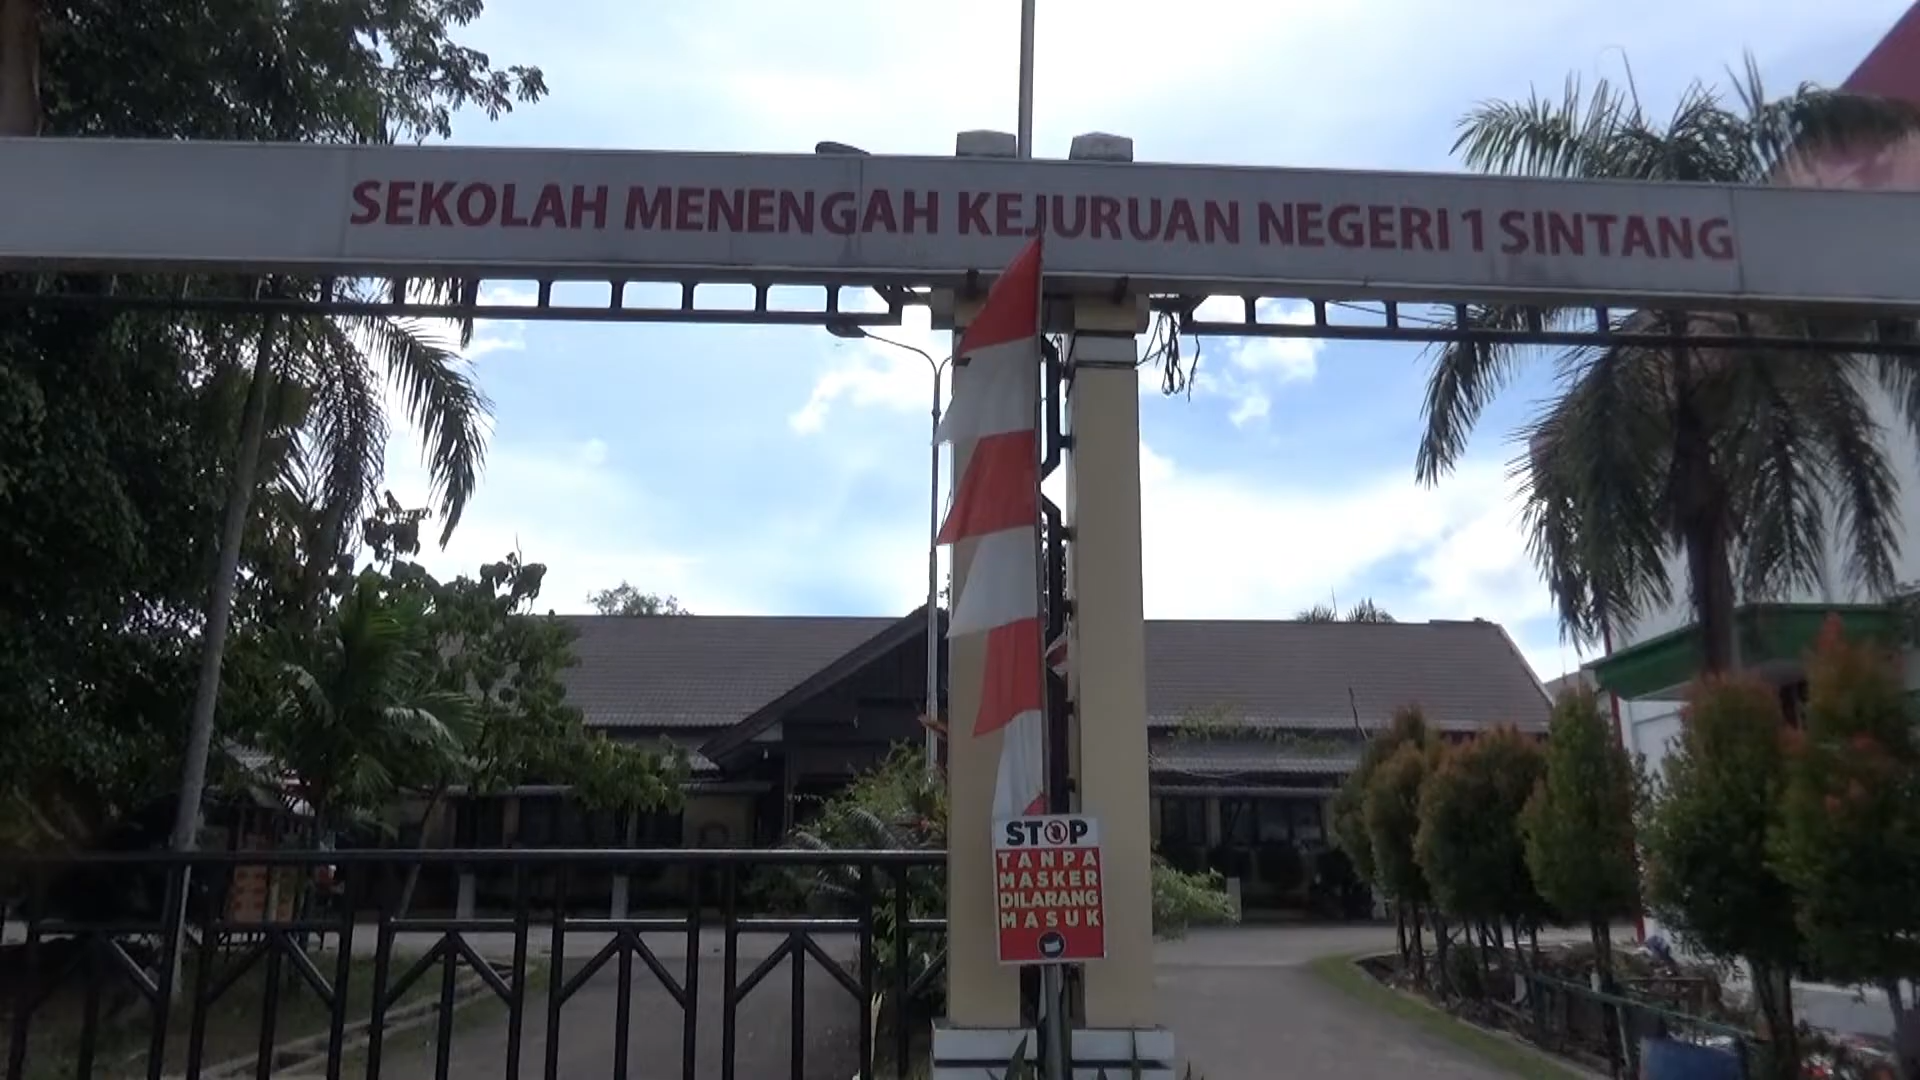 SEKOLAH MENENGAH KEJURUAN NEGERI 1 SINTANG
STOP
TANPA
MASKER
DILARANG
MASUK